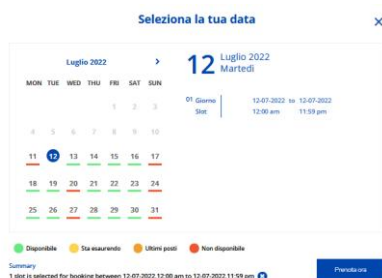 Seleziona la tua data
×
Luglio 2022 >
MON TUE WED THU FRI SAT SUN
1 2 3
4 5 6 7 8 9 10
11 12 13 14 15 16 17
18 19 20 21 22 23 24
25 26 27 28 29 30 31
12 Luglio 2022
Martedì
01 Giorno 12-07-2022 to 12-07-2022
Slot 12:00 am 11:59 pm
Disponibile Sta esaurendo Ultimi posti Non disponibile
Summary
1 slot is selected for booking between 12-07-2022 12:00 am to 12-07-2022 11:59 pm
Prenota ora